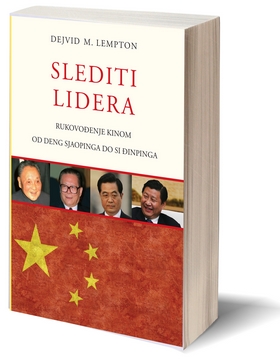 DEJVID M. LEMPTON
SLEDITI
LIDERA
RUKOVOĐENJE KINOM
OD DENG SJAOPINGA DO SI ĐINPINGA